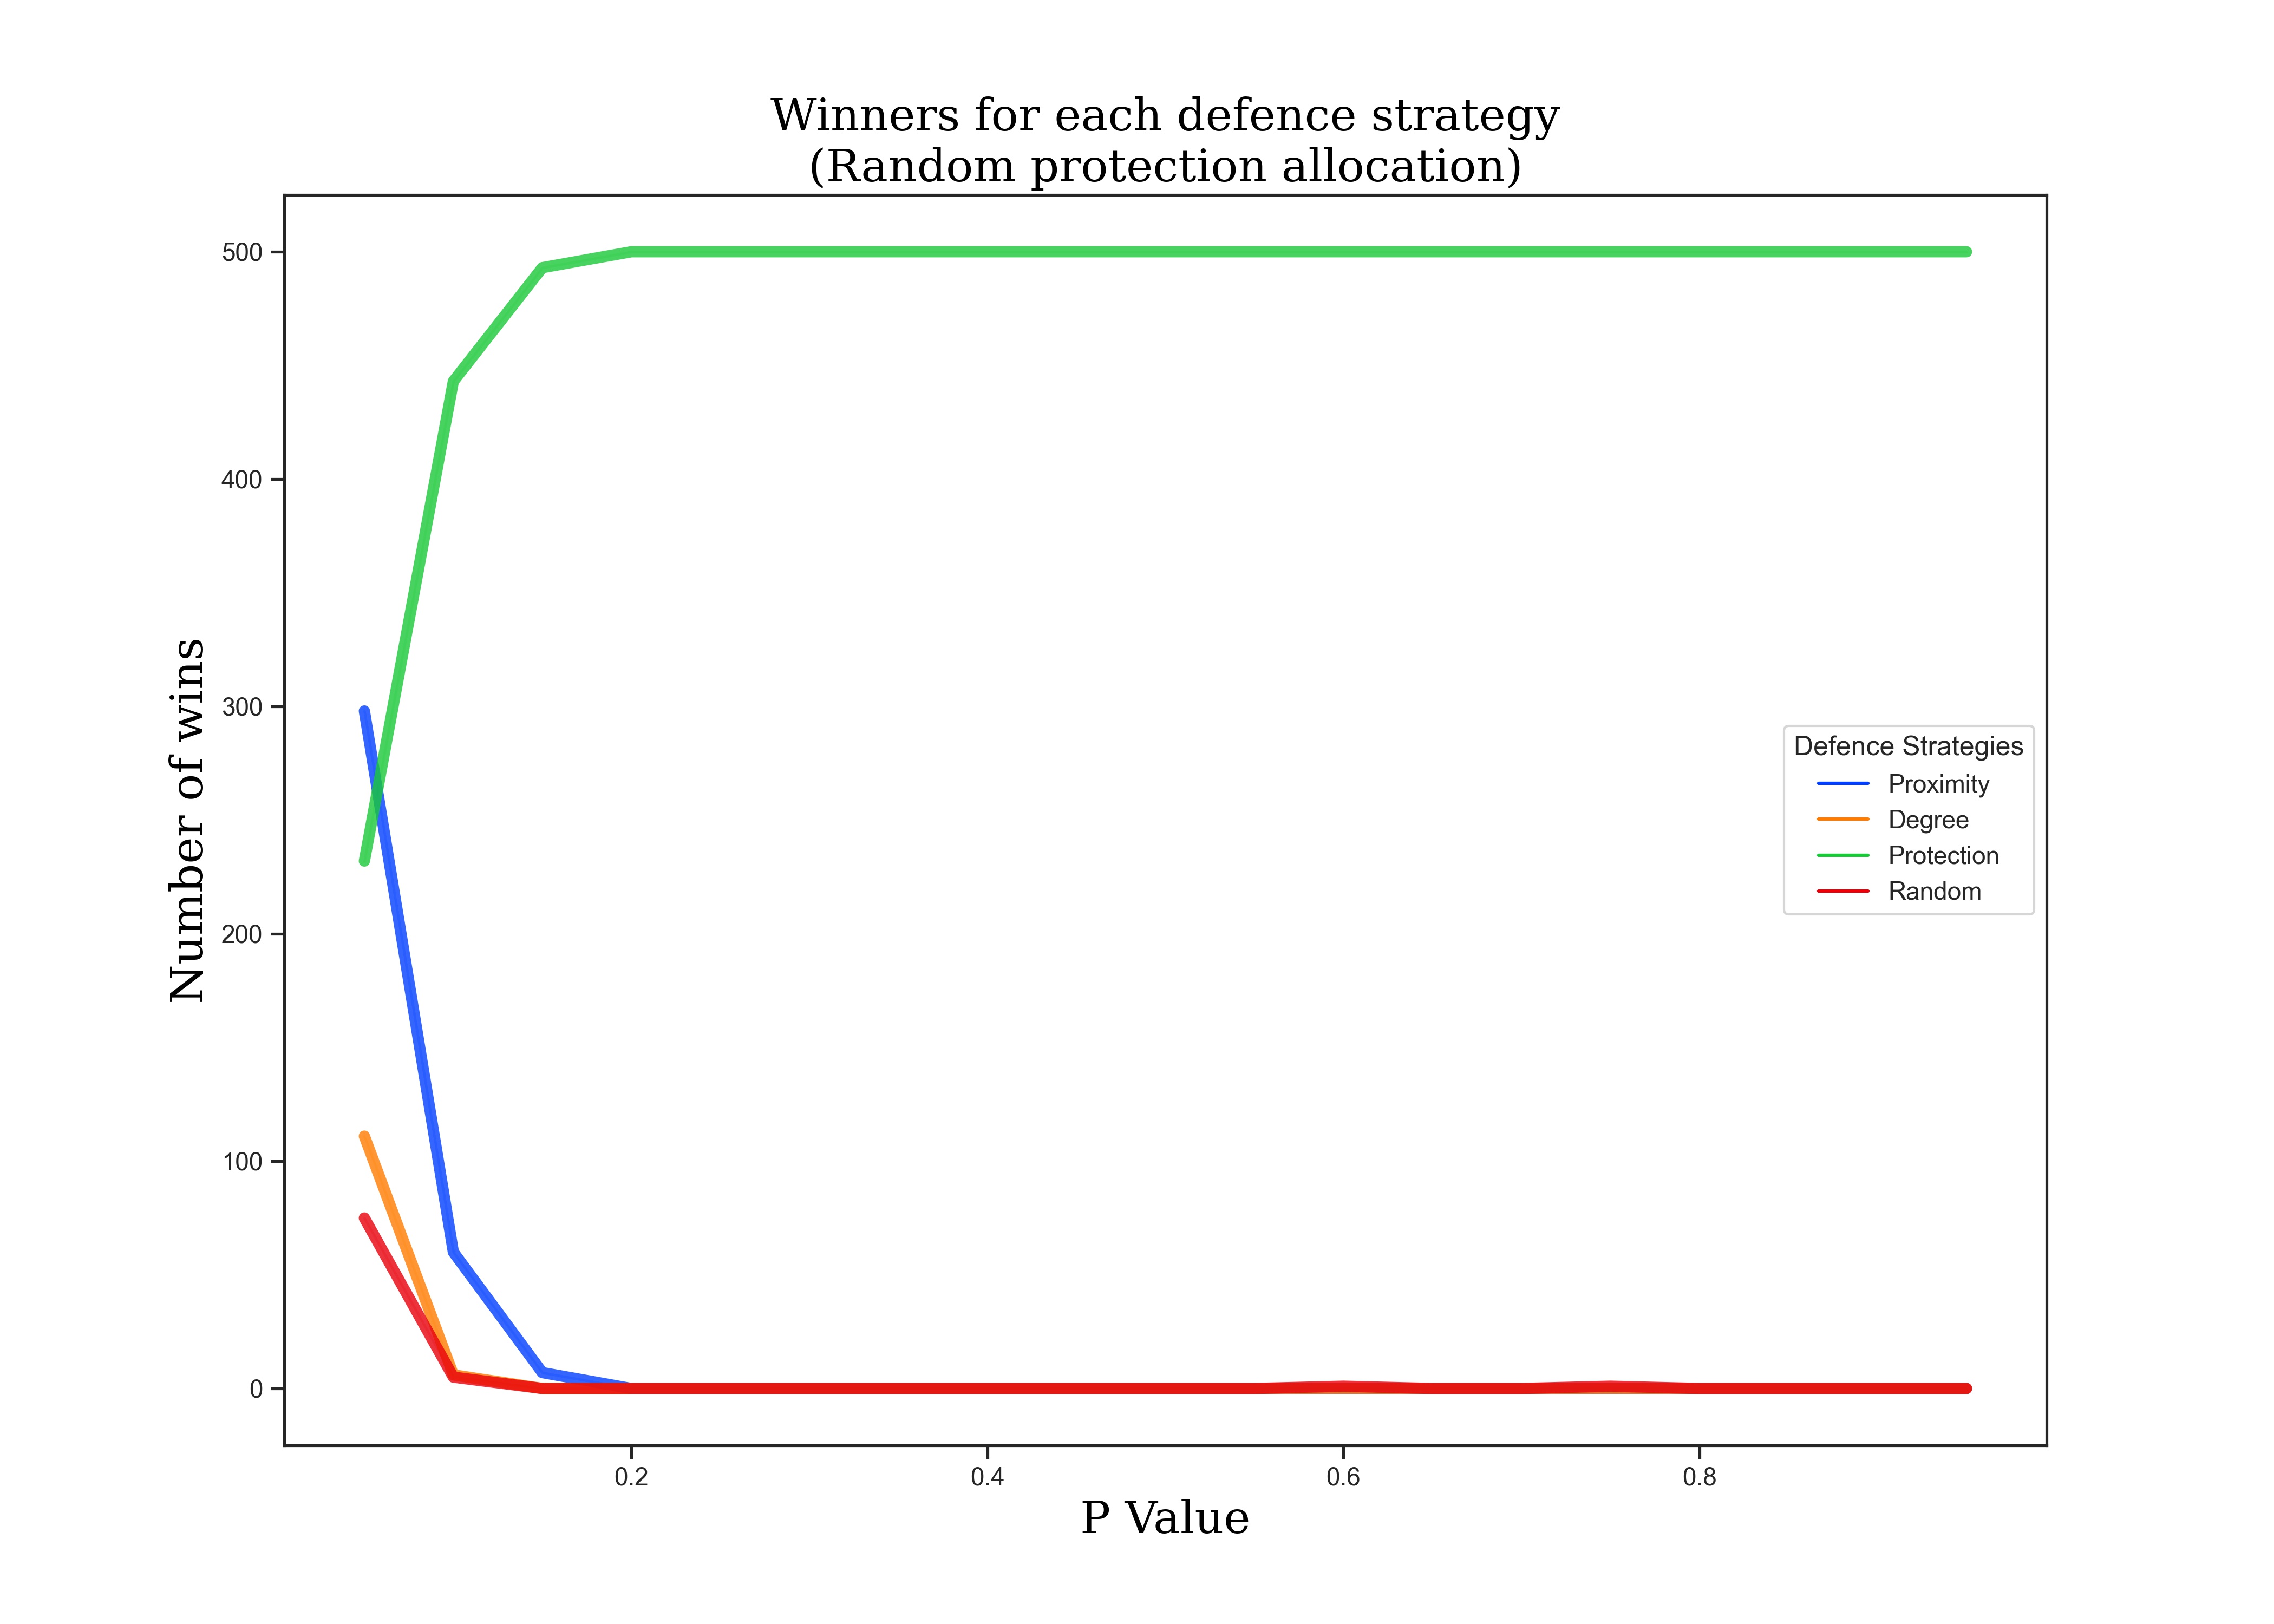 Winners for each defence strategy
(Random protection allocation)
Number of wins
500
400
300
200
100
0
Defence Strategies
Proximity
Degree
Protection
Random
0.2
0.4
0.6
0.8
P Value